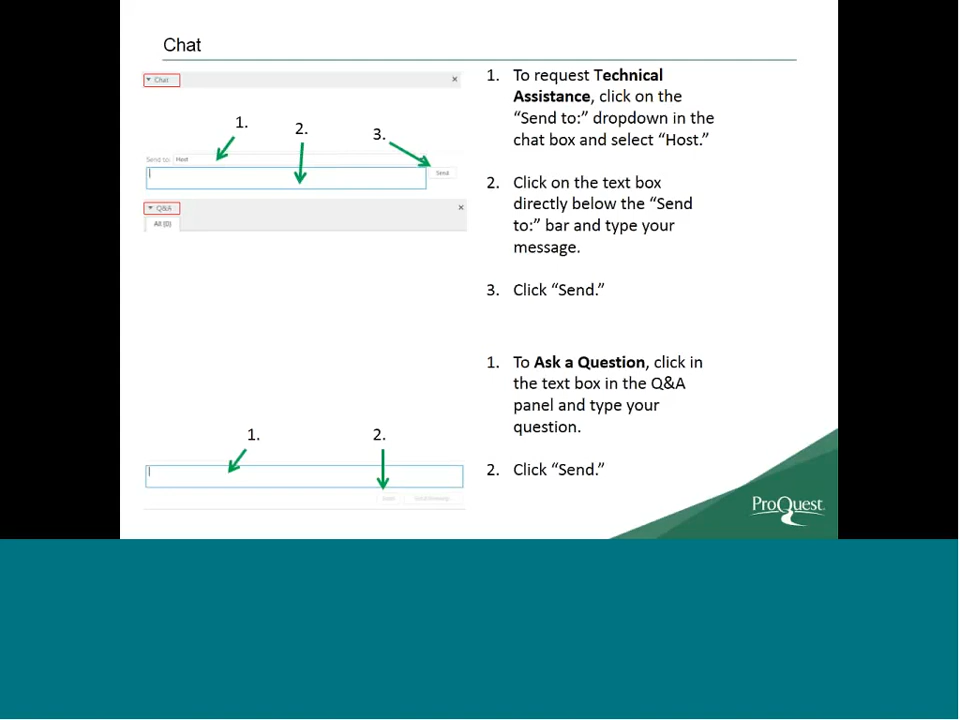 Chat
Chat
1.
2.
3.
Send to: Host
Send
Q&A
All (0)
1. To request Technical
Assistance, click on the
“Send to:” dropdown in the
chat box and select “Host.”
2. Click on the text box
directly below the “Send
to:” bar and type your
message.
3. Click “Send.”
1. To Ask a Question, click in
the text box in the Q&A
panel and type your
question.
2. Click “Send.”
1.
2.
ProQuest